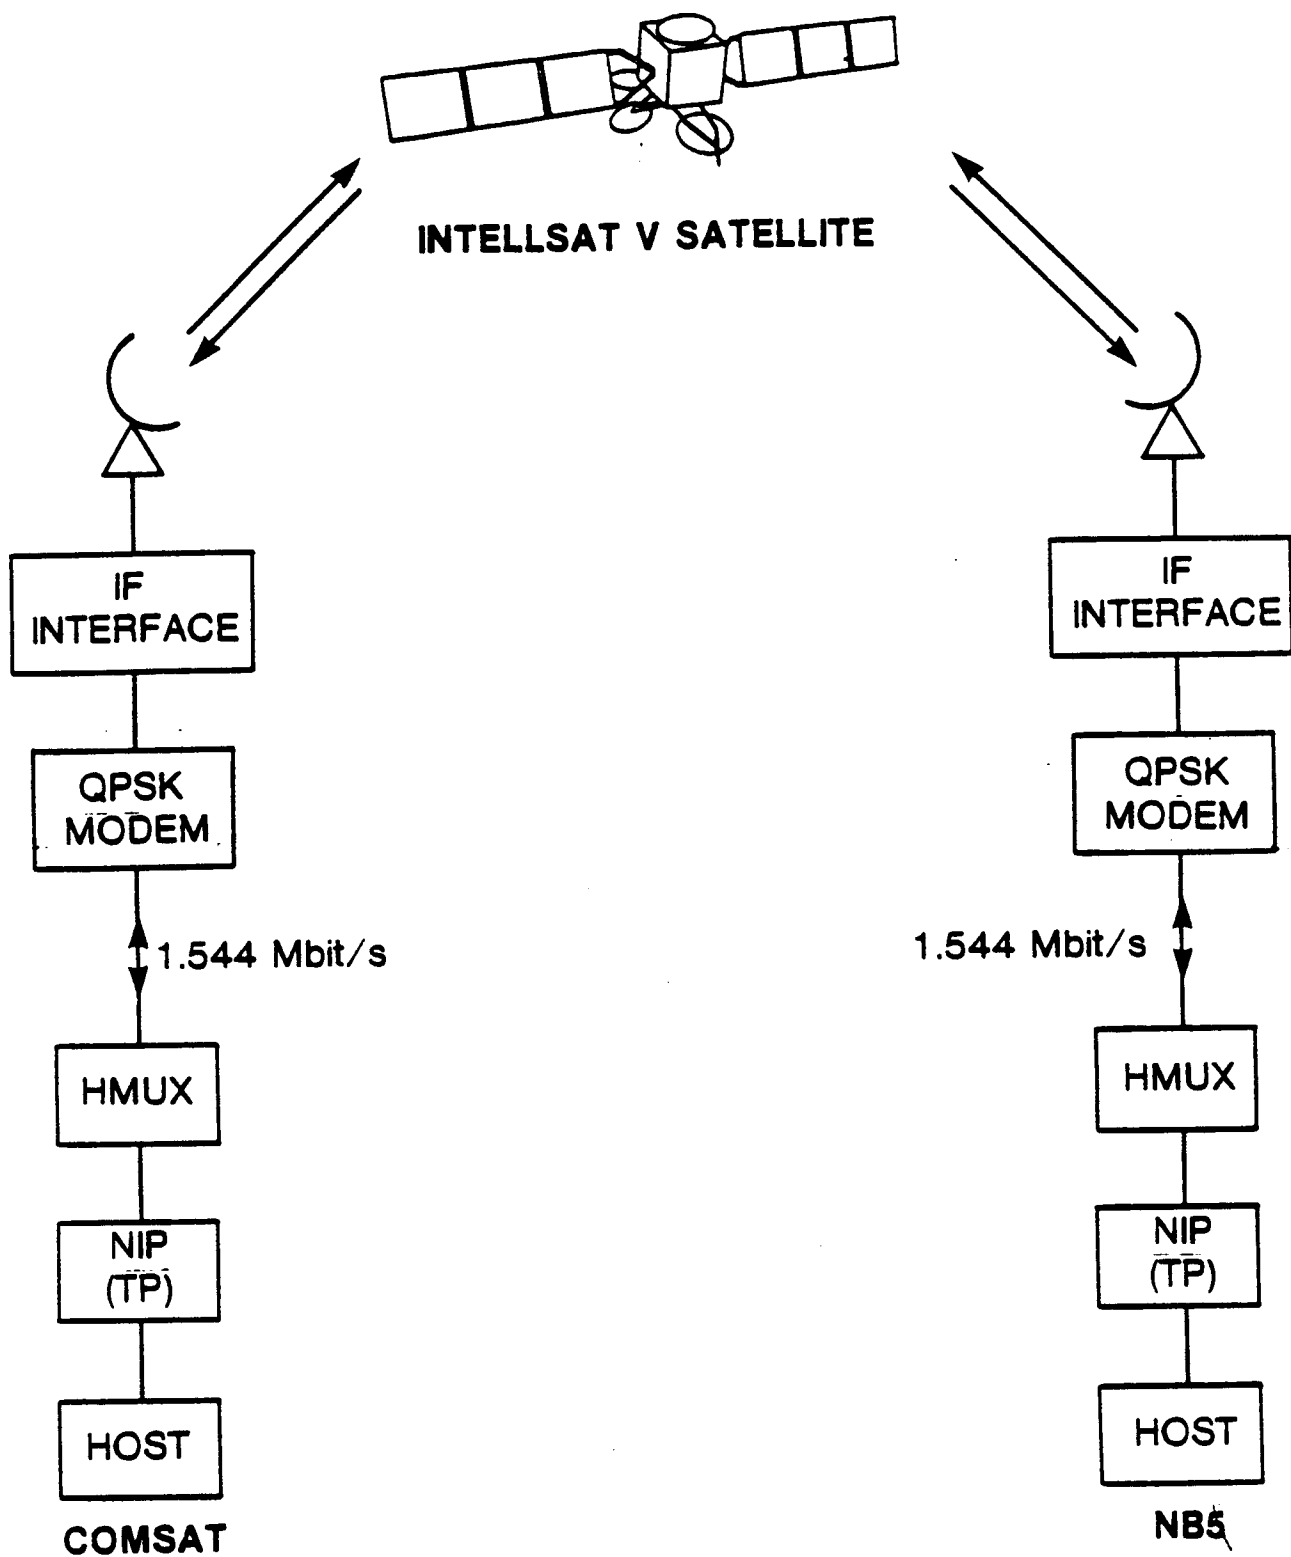 INTELLSAT V SATELLITE
IF
INTERFACE
QPSK
MODEM
1.544 Mbit/s
HMUX
NIP
(TP)
HOST
COMSAT
IF
INTERFACE
QPSK
MODEM
1.544 Mbit/s
HMUX
NIP
(TP)
HOST
NB5